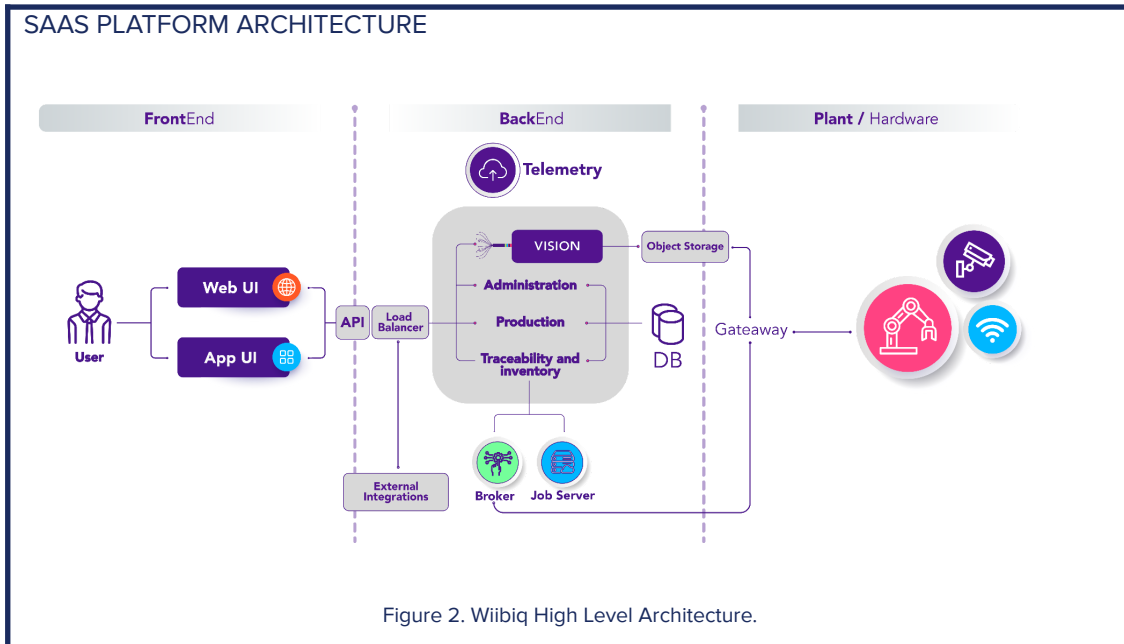 SAAS PLATFORM ARCHITECTURE
FrontEnd
BackEnd
Plant / Hardware
Telemetry
VISION
Object Storage
Administration
Web UI
API
Load
Balancer
Production
DB
Gateaway
User
App UI
Traceability and
inventory
External
Integrations
Broker
Job Server
Figure 2. Wiibiq High Level Architecture.